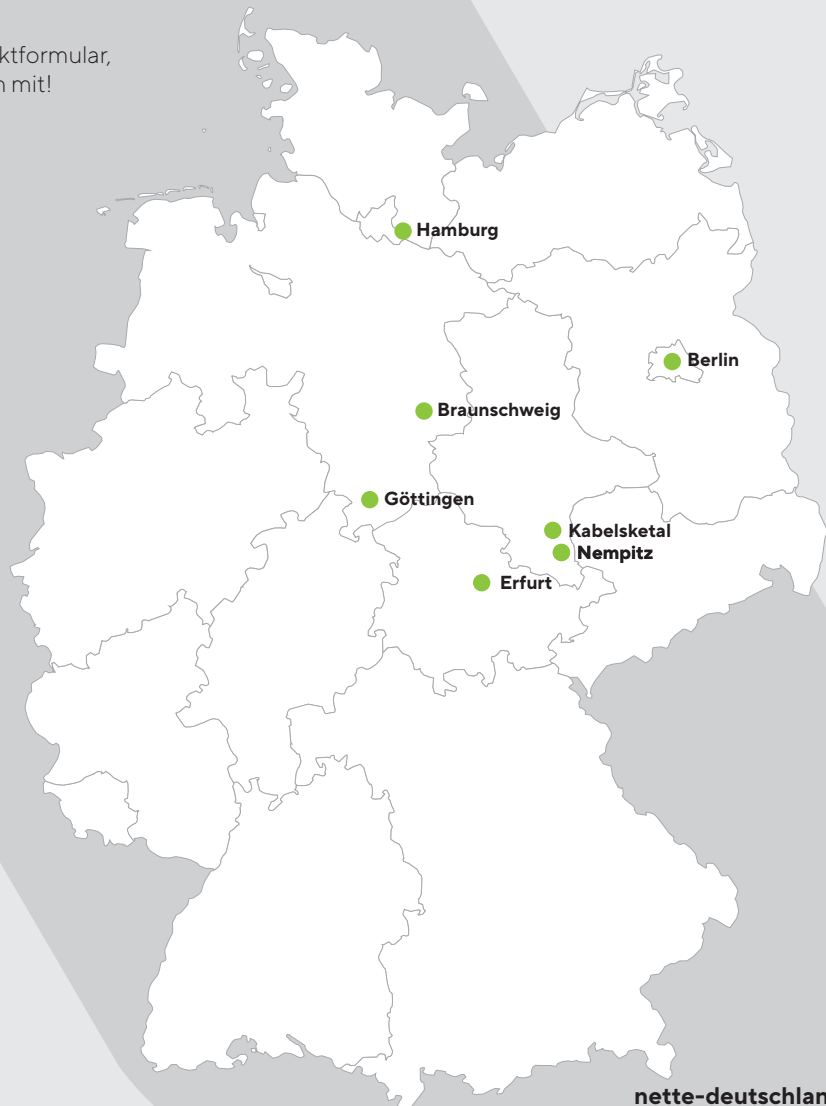 ktformular,
n mit!
Hamburg
Berlin
Braunschweig
Göttingen
Kabelsketal
Nempitz
Erfurt
nette-deutschlan